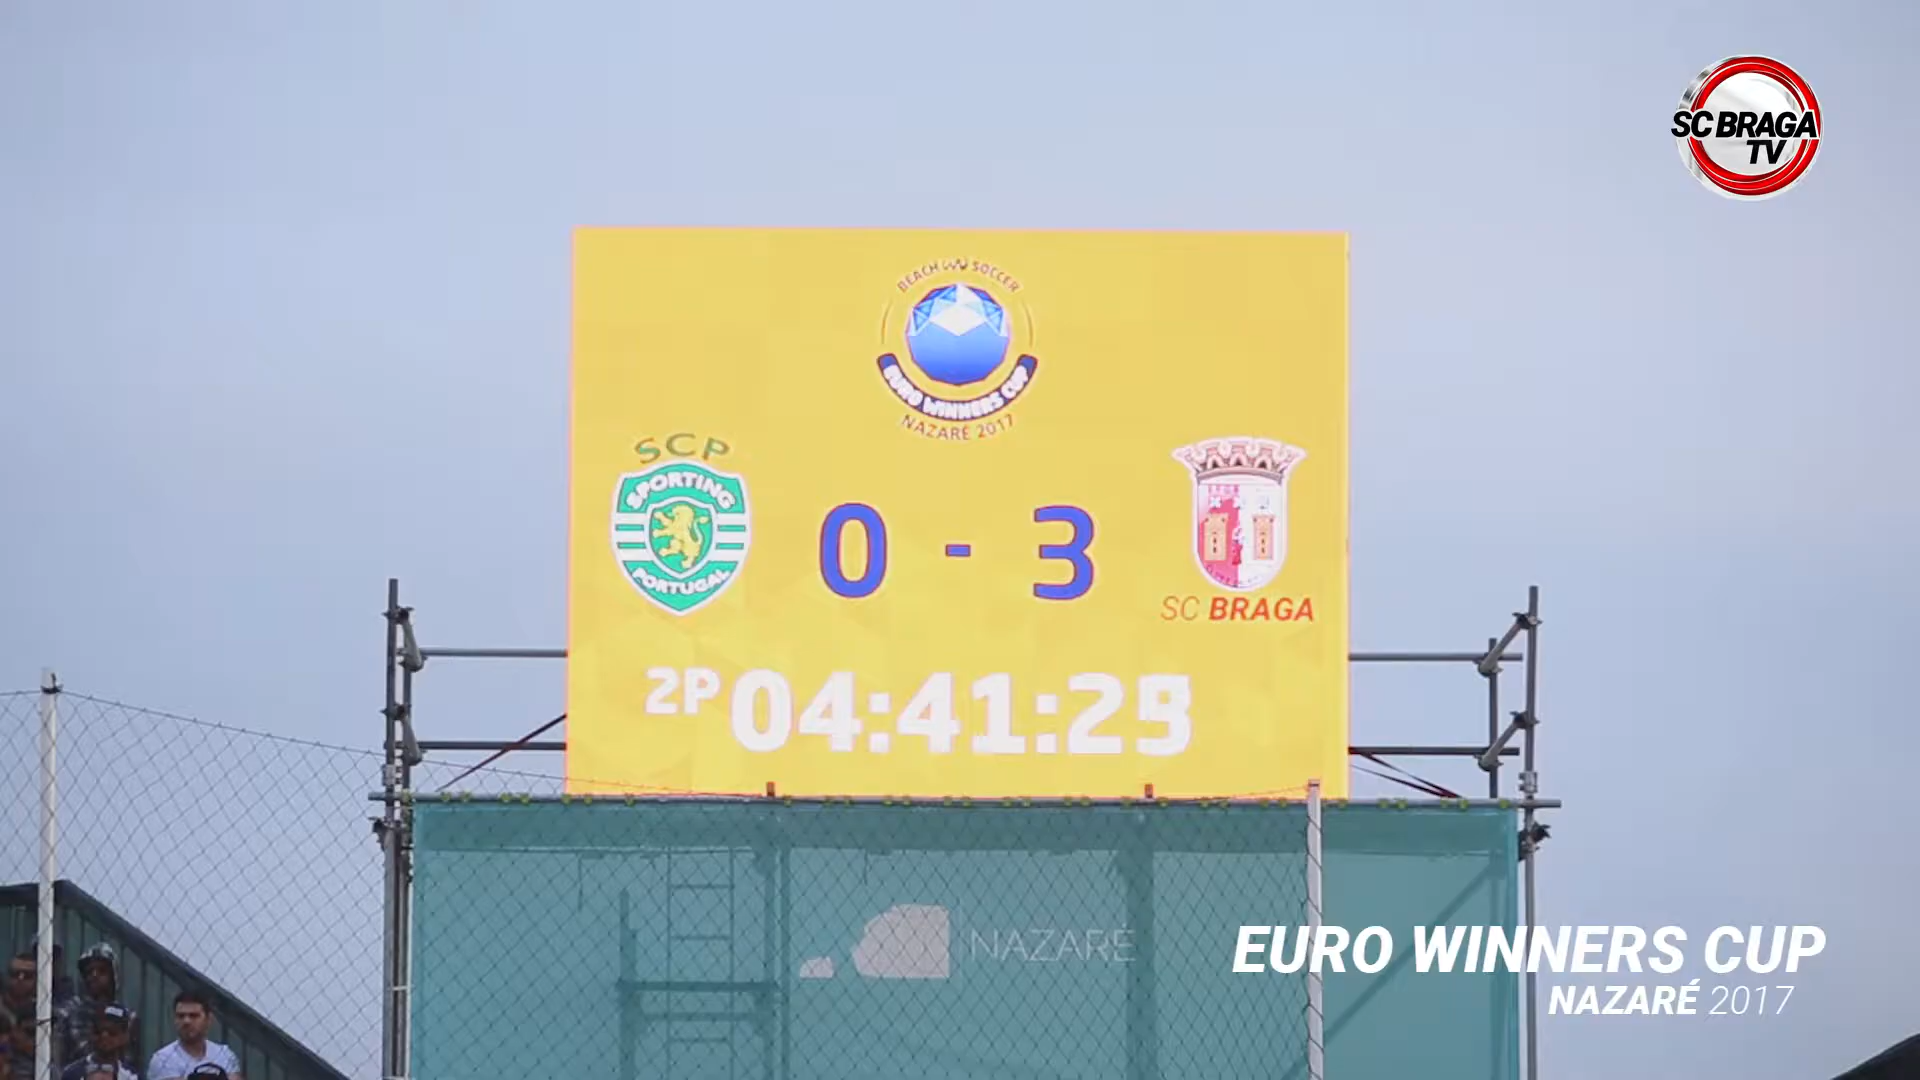 SC BRAGA
TV
BEACH SOCCER
EURO WINNERS CUP
NAZARÉ 2017
SCP
SPORTING
PORTUGAL
0 - 3
SC BRAGA
2P 04:41:2
NAZARÉ
EURO WINNERS CUP
NAZARÉ 2017